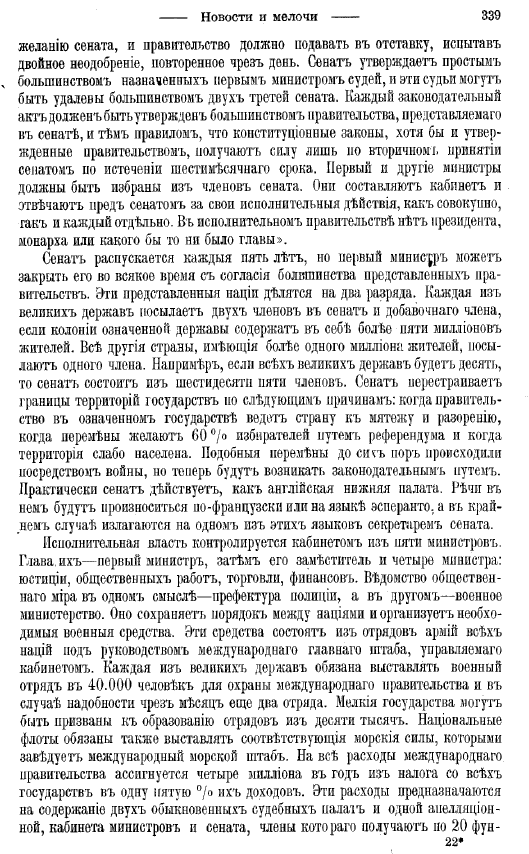 Новости и мелочи 339
желанію сената, и правительство должно подавать въ отставку, испытавъ
двойное неодобреніе, повторенное чрезъ день. Сенатъ утверждаетъ простымъ
большинствомъ назначенныхъ первымъ министромъ судей, и эти судьи могутъ
быть удалены большинствомъ двухъ третей сената. Каждый законодательный
актъ долженъ быть утвержденъ большинствомъ правительства, представляемаго
въ сенатѣ, и тѣмъ правиломъ, что конституціонные законы, хотя бы и утвер-
жденные правительствомъ, получаютъ силу лишь по вторичномъ принятіи
сенатомъ по истеченіи шестимѣсячнаго срока. Первый и другіе министры
должны быть избраны изъ членовъ сената. Они составляютъ кабинетъ и
отвѣчаютъ предъ сенатомъ за свои исполнительныя дѣйствія, какъ совокупно,
такъ и каждый отдѣльно. Въ исполнительномъ правительствѣ нѣтъ президента,
монарха или какого бы то ни было главы».
Сенатъ распускается каждыя пять лѣтъ, но первый министръ можетъ
закрыть его во всякое время съ согласія большинства представленныхъ пра-
вительствъ. Эти представленныя націи дѣлятся на два разряда. Каждая изъ
великихъ державъ посылаетъ двухъ членовъ въ сенатъ и добавочнаго члена,
если колоніи означенной державы содержатъ въ себѣ болѣе пяти милліоновъ
жителей. Всѣ другія страны, имѣющія болѣе одного милліона жителей, посы-
лаютъ одного члена. Напримѣръ, если всѣхъ великихъ державъ будетъ десять,
то сенатъ состоитъ изъ шестидесяти пяти членовъ. Сенатъ перестраиваетъ
границы территорій государствъ по слѣдующимъ причинамъ: когда правитель-
ство въ означенномъ государствѣ ведетъ страну къ мятежу и разоренію,
когда перемѣны желаютъ 60 % избирателей путемъ референдума и когда
территорія слабо населена. Подобныя перемѣны до сихъ поръ происходили
посредствомъ войны, но теперь будутъ возникать законодательнымъ путемъ.
Практически сенатъ дѣйствуетъ, какъ англійская нижняя палата. Рѣчи въ
немъ будутъ произноситься по-французски или на языкѣ эсперанто, а въ край-
немъ случаѣ излагаются на одномъ изъ этихъ языковъ секретаремъ сената.
Исполнительная власть контролируется кабинетомъ изъ пяти министровъ.
Глава ихъ—первый министръ, затѣмъ его замѣститель и четыре министра:
юстиціи, общественныхъ работъ, торговли, финансовъ. Вѣдомство обществен-
наго міра въ одномъ смыслѣ—префектура полиціи, а въ другомъ—военное
министерство. Оно сохраняетъ порядокъ между націями и организуетъ необхо-
димыя военныя средства. Эти средства состоятъ изъ отрядовъ армій всѣхъ
націй подъ руководствомъ международнаго главнаго штаба, управляемаго
кабинетомъ. Каждая изъ великихъ державъ обязана выставлять военный
отрядъ въ 40.000 человѣкъ для охраны международнаго правительства и въ
случаѣ надобности чрезъ мѣсяцъ еще два отряда. Мелкія государства могутъ
быть призваны къ образованію отрядовъ изъ десяти тысячъ. Національные
флоты обязаны также выставлять соотвѣтствующія морскія силы, которыми
завѣдуетъ международный морской штабъ. На всѣ расходы международнаго
правительства ассигнуется четыре милліона въ годъ изъ налога со всѣхъ
государствъ въ одну пятую % ихъ доходовъ. Эти расходы предназначаются
на содержаніе двухъ обыкновенныхъ судебныхъ палатъ и одной апелляціон-
ной, кабинета министровъ и сената, члены котораго получаютъ по 20 фун-
22*